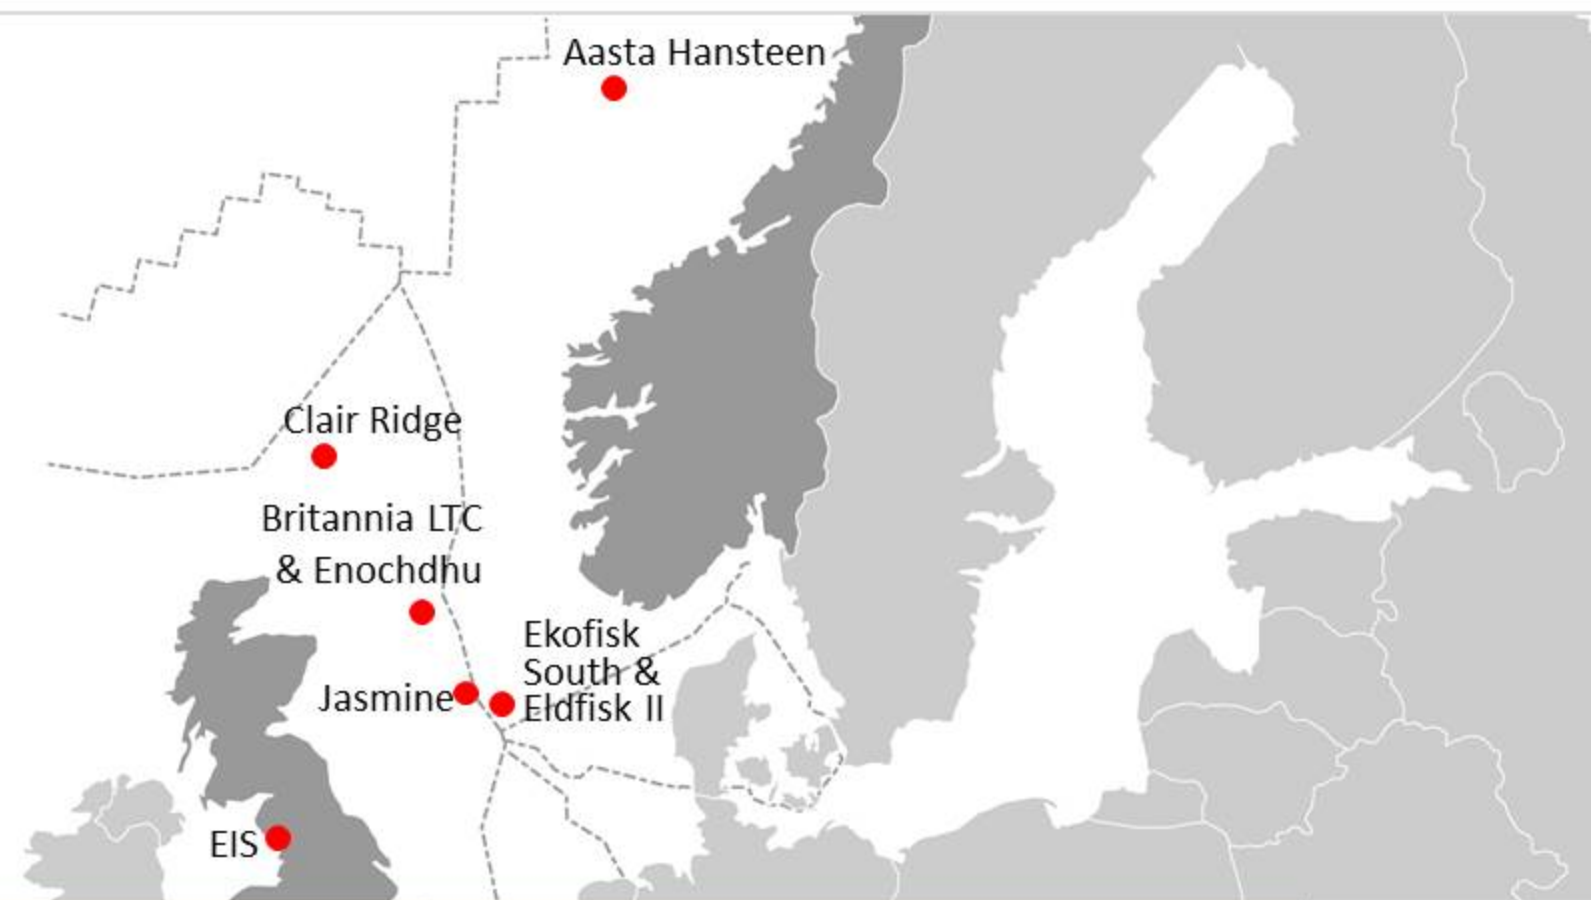 Aasta Hansteen
Clair Ridge
Britannia LTC
& Enochdhu
Ekofisk
South &
Eldfisk II
Jasmine
EIS